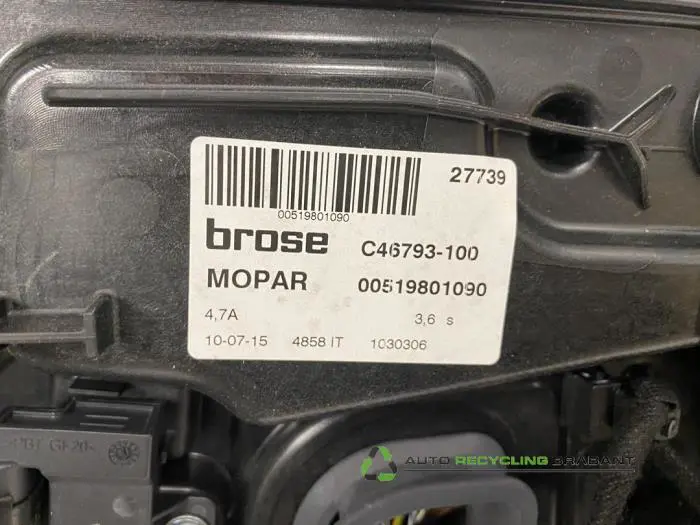 27739
00519801090
brose C46793-100
MOPAR 00519801090
4,7A 3,6 s
10-07-15 4858 IT 1030306
AUTO RECYCLING BRABANT